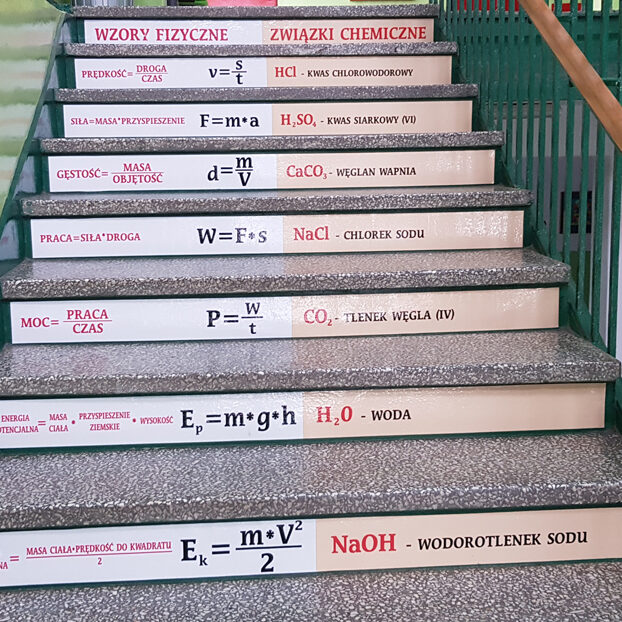 WZORY FIZYCZNE ZWIĄZKI CHEMICZNE
PRĘDKOŚĆ= DROGA / CZAS v= s / t HCl - KWAS CHLOROWODOROWY
SIŁA=MASA*PRZYSPIESZENIE F=m*a H₂SO₄ - KWAS SIARKOWY (VI)
GĘSTOŚĆ= MASA / OBJĘTOŚĆ d= m / V CaCO₃ - WĘGLAN WAPNIA
PRACA=SIŁA*DROGA W=F*s NaCl - CHLOREK SODU
MOC= PRACA / CZAS P= W / t CO₂ - TLENEK WĘGLA (IV)
ENERGIA OTENCJALNA= MASA CIAŁA * PRZYSPIESZENIE ZIEMSKIE * WYSOKOŚĆ Eₚ=m*g*h H₂O - WODA
NA= MASA CIAŁA*PRĘDKOŚĆ DO KWADRATU / 2 Eₖ= m*V² / 2 NaOH - WODOROTLENEK SODU